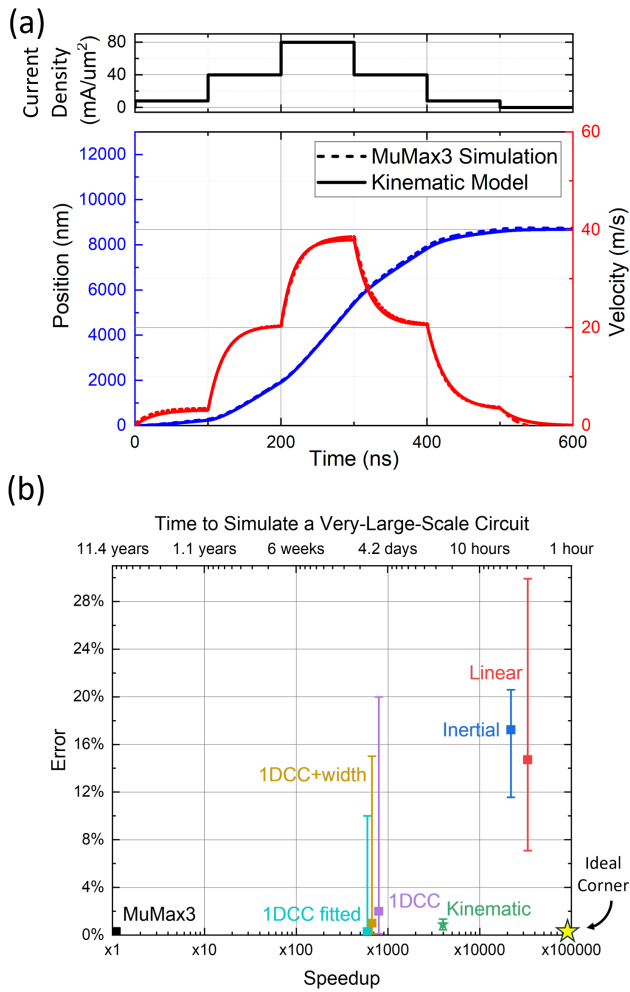 (a)
Current
Density
(mA/um²)
80
40
0
MuMax3 Simulation
Kinematic Model
Position (nm)
12000
10000
8000
6000
4000
2000
0
60
40
20
0
Velocity (m/s)
0
200
400
600
Time (ns)
(b)
Time to Simulate a Very-Large-Scale Circuit
11.4 years 1.1 years 6 weeks 4.2 days 10 hours 1 hour
Error
28%
24%
20%
16%
12%
8%
4%
0%
Linear
Inertial
1DCC+width
1DCC
1DCC fitted
Kinematic
MuMax3
Ideal
Corner
x1 x10 x100 x1000 x10000 x100000
Speedup